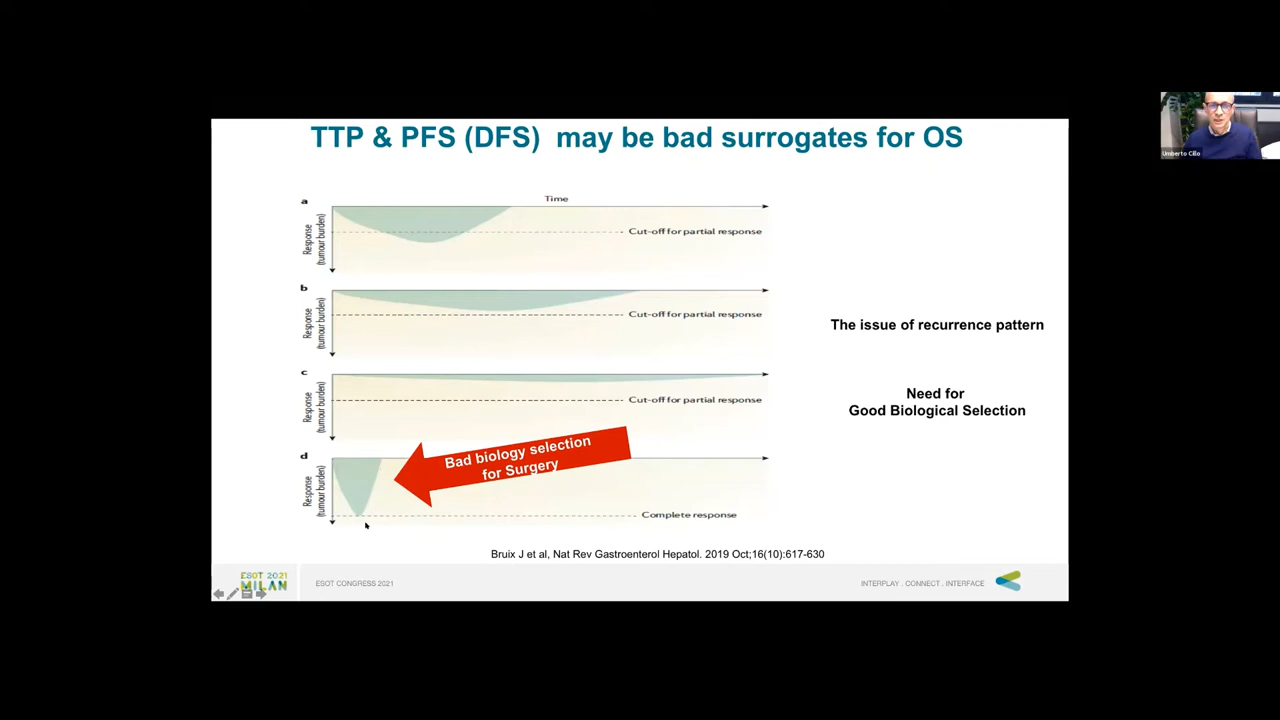 TTP & PFS (DFS) may be bad surrogates for OS
Umberto Cillo
a
Time
Response
(tumour burden)
Cut-off for partial response
b
Response
(tumour burden)
Cut-off for partial response
The issue of recurrence pattern
c
Response
(tumour burden)
Cut-off for partial response
Need for
Good Biological Selection
d
Response
(tumour burden)
Bad biology selection
for Surgery
Complete response
Bruix J et al, Nat Rev Gastroenterol Hepatol. 2019 Oct;16(10):617-630
ESOT 2021
MILAN
ESOT CONGRESS 2021
INTERPLAY . CONNECT . INTERFACE